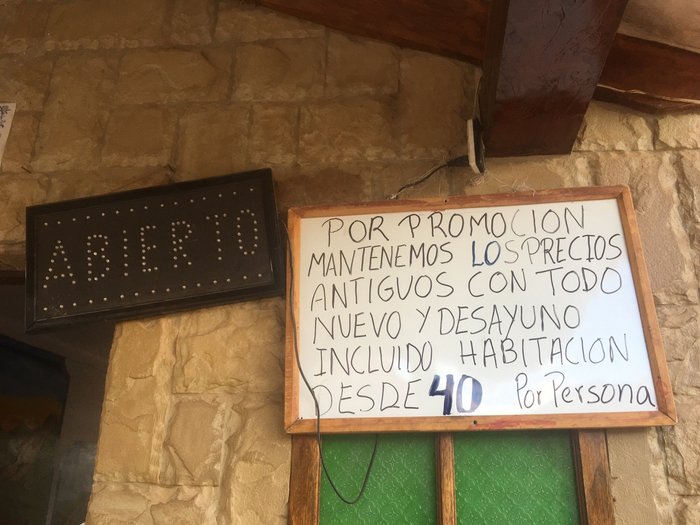 ABIERTO
POR PROMOCION
MANTENEMOS LOS PRECIOS
ANTIGUOS CON TODO
NUEVO Y DESAYUNO
INCLUIDO HABITACION
DESDE 40 Por Persona